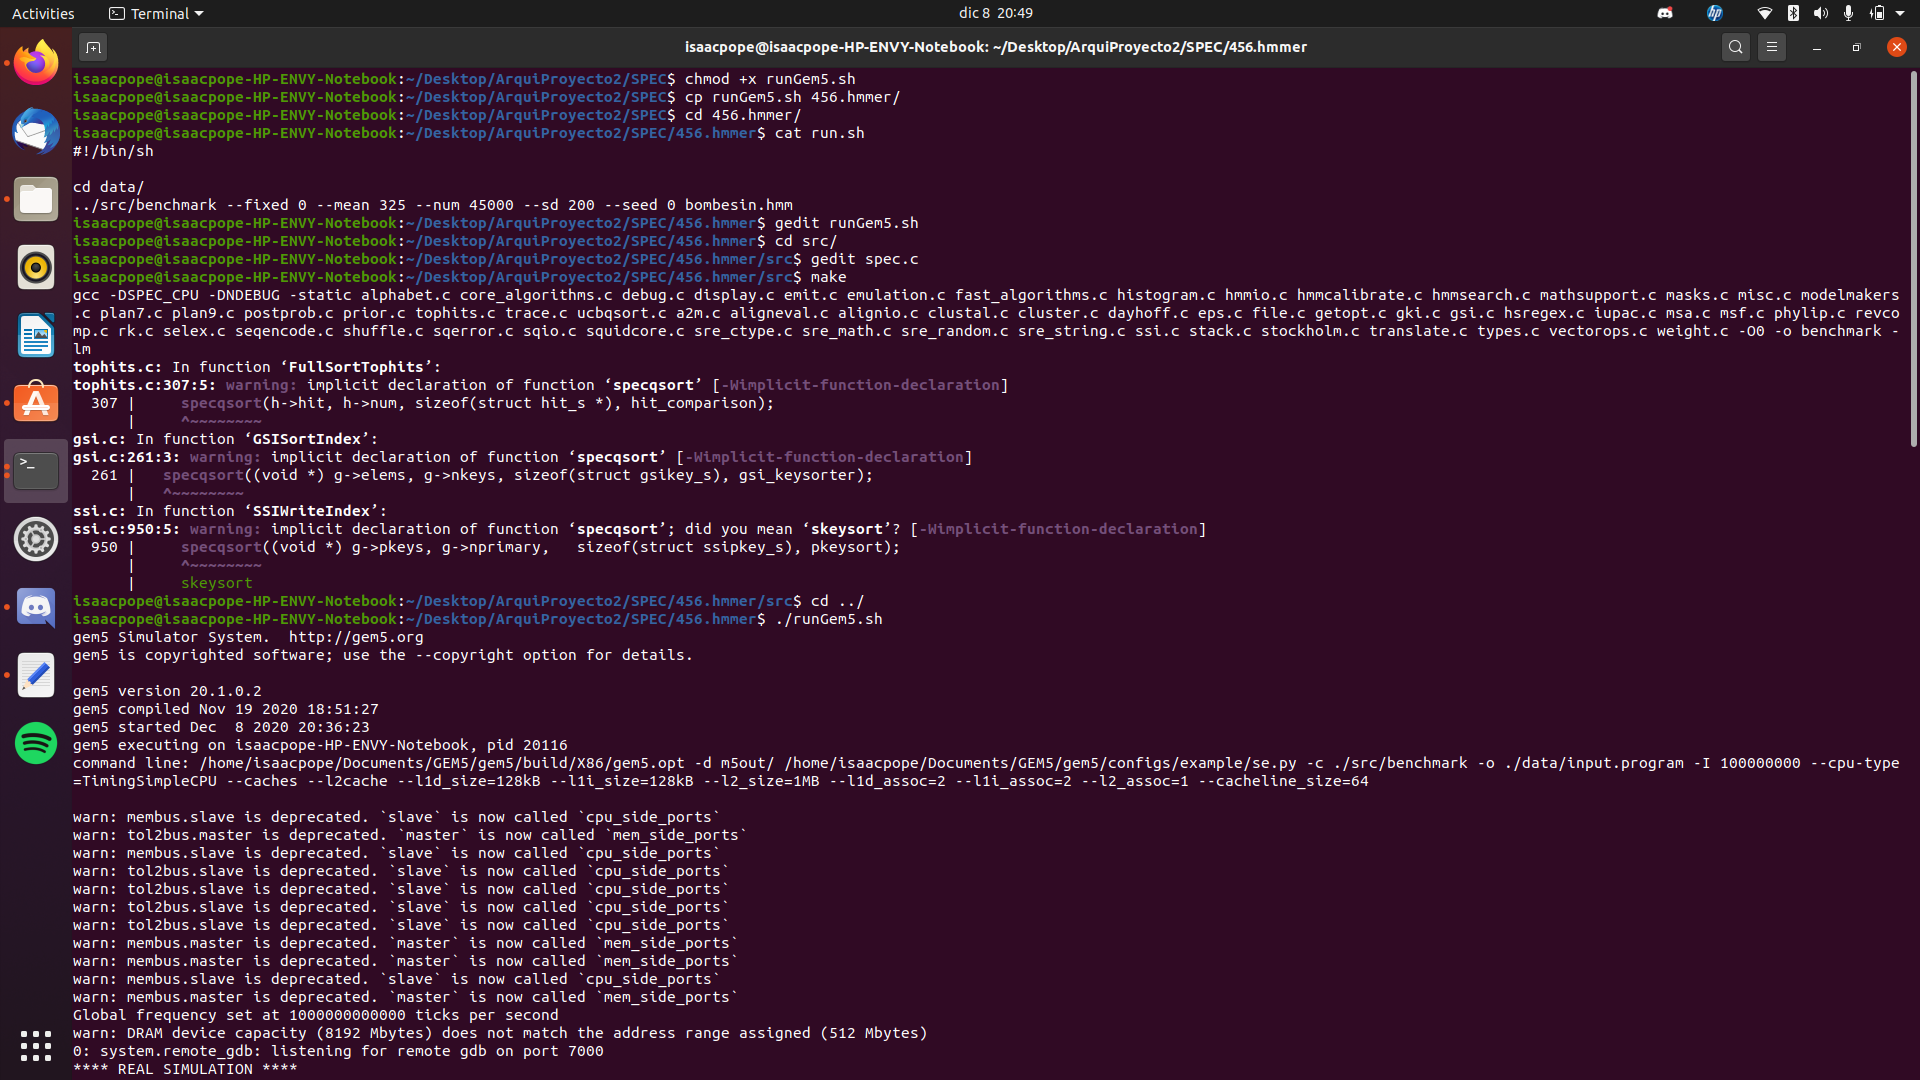 Activities
Terminal
dic 8  20:49
isaacpope@isaacpope-HP-ENVY-Notebook: ~/Desktop/ArquiProyecto2/SPEC/456.hmmer
isaacpope@isaacpope-HP-ENVY-Notebook:~/Desktop/ArquiProyecto2/SPEC$ chmod +x runGem5.sh
isaacpope@isaacpope-HP-ENVY-Notebook:~/Desktop/ArquiProyecto2/SPEC$ cp runGem5.sh 456.hmmer/
isaacpope@isaacpope-HP-ENVY-Notebook:~/Desktop/ArquiProyecto2/SPEC$ cd 456.hmmer/
isaacpope@isaacpope-HP-ENVY-Notebook:~/Desktop/ArquiProyecto2/SPEC/456.hmmer$ cat run.sh
#!/bin/sh

cd data/
../src/benchmark --fixed 0 --mean 325 --num 45000 --sd 200 --seed 0 bombesin.hmm
isaacpope@isaacpope-HP-ENVY-Notebook:~/Desktop/ArquiProyecto2/SPEC/456.hmmer$ gedit runGem5.sh
isaacpope@isaacpope-HP-ENVY-Notebook:~/Desktop/ArquiProyecto2/SPEC/456.hmmer$ cd src/
isaacpope@isaacpope-HP-ENVY-Notebook:~/Desktop/ArquiProyecto2/SPEC/456.hmmer/src$ gedit spec.c
isaacpope@isaacpope-HP-ENVY-Notebook:~/Desktop/ArquiProyecto2/SPEC/456.hmmer/src$ make
gcc -DSPEC_CPU -DNDEBUG -static alphabet.c core_algorithms.c debug.c display.c emit.c emulation.c fast_algorithms.c histogram.c hmmio.c hmmcalibrate.c hmmsearch.c mathsupport.c masks.c misc.c modelmakers
.c plan7.c plan9.c postprob.c prior.c tophits.c trace.c ucbqsort.c a2m.c aligneval.c alignio.c clustal.c cluster.c dayhoff.c eps.c file.c getopt.c gki.c gsi.c hsregex.c iupac.c msa.c msf.c phylip.c revco
mp.c rk.c selex.c seqencode.c shuffle.c sqerror.c sqio.c squidcore.c sre_ctype.c sre_math.c sre_random.c sre_string.c ssi.c stack.c stockholm.c translate.c types.c vectorops.c weight.c -O0 -o benchmark -
lm
tophits.c: In function ‘FullSortTophits’:
tophits.c:307:5: warning: implicit declaration of function ‘specqsort’ [-Wimplicit-function-declaration]
  307 |     specqsort(h->hit, h->num, sizeof(struct hit_s *), hit_comparison);
      |     ^~~~~~~~~
gsi.c: In function ‘GSISortIndex’:
gsi.c:261:3: warning: implicit declaration of function ‘specqsort’ [-Wimplicit-function-declaration]
  261 |   specqsort((void *) g->elems, g->nkeys, sizeof(struct gsikey_s), gsi_keysorter);
      |   ^~~~~~~~~
ssi.c: In function ‘SSIWriteIndex’:
ssi.c:950:5: warning: implicit declaration of function ‘specqsort’; did you mean ‘skeysort’? [-Wimplicit-function-declaration]
  950 |     specqsort((void *) g->pkeys, g->nprimary,   sizeof(struct ssipkey_s), pkeysort);
      |     ^~~~~~~~~
      |     skeysort
isaacpope@isaacpope-HP-ENVY-Notebook:~/Desktop/ArquiProyecto2/SPEC/456.hmmer/src$ cd ../
isaacpope@isaacpope-HP-ENVY-Notebook:~/Desktop/ArquiProyecto2/SPEC/456.hmmer$ ./runGem5.sh
gem5 Simulator System.  http://gem5.org
gem5 is copyrighted software; use the --copyright option for details.

gem5 version 20.1.0.2
gem5 compiled Nov 19 2020 18:51:27
gem5 started Dec  8 2020 20:36:23
gem5 executing on isaacpope-HP-ENVY-Notebook, pid 20116
command line: /home/isaacpope/Documents/GEM5/gem5/build/X86/gem5.opt -d m5out/ /home/isaacpope/Documents/GEM5/gem5/configs/example/se.py -c ./src/benchmark -o ./data/input.program -I 100000000 --cpu-type
=TimingSimpleCPU --caches --l2cache --l1d_size=128kB --l1i_size=128kB --l2_size=1MB --l1d_assoc=2 --l1i_assoc=2 --l2_assoc=1 --cacheline_size=64

warn: membus.slave is deprecated. `slave` is now called `cpu_side_ports`
warn: tol2bus.master is deprecated. `master` is now called `mem_side_ports`
warn: membus.slave is deprecated. `slave` is now called `cpu_side_ports`
warn: tol2bus.slave is deprecated. `slave` is now called `cpu_side_ports`
warn: tol2bus.slave is deprecated. `slave` is now called `cpu_side_ports`
warn: tol2bus.slave is deprecated. `slave` is now called `cpu_side_ports`
warn: tol2bus.slave is deprecated. `slave` is now called `cpu_side_ports`
warn: membus.master is deprecated. `master` is now called `mem_side_ports`
warn: membus.master is deprecated. `master` is now called `mem_side_ports`
warn: membus.slave is deprecated. `slave` is now called `cpu_side_ports`
warn: membus.master is deprecated. `master` is now called `mem_side_ports`
Global frequency set at 1000000000000 ticks per second
warn: DRAM device capacity (8192 Mbytes) does not match the address range assigned (512 Mbytes)
0: system.remote_gdb: listening for remote gdb on port 7000
**** REAL SIMULATION ****